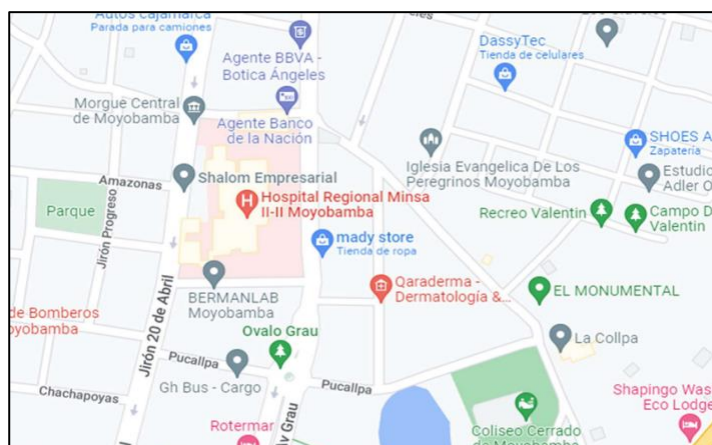 Autos cajamarca
Parada para camiones
Agente BBVA -
Botica Ángeles
DassyTec
Tienda de celulares
Morgue Central
de Moyobamba
Agente Banco
de la Nación
SHOES A
Zapatería
Iglesia Evangelica De Los
Peregrinos Moyobamba
Estudio
Adler O
Amazonas
Shalom Empresarial
Hospital Regional Minsa
II-II Moyobamba
Parque
Jirón Progreso
Recreo Valentin
Campo D
Valentin
mady store
Tienda de ropa
Qaraderma -
Dermatología &...
BERMANLAB
Moyobamba
EL MONUMENTAL
de Bomberos
oyobamba
Jirón 20 de Abril
Ovalo Grau
La Collpa
Pucallpa
Gh Bus - Cargo
Pucallpa
Chachapoyas
Shapingo Was
Eco Lodge
Rotermar
Av Grau
Coliseo Cerrado
de Moyobamba